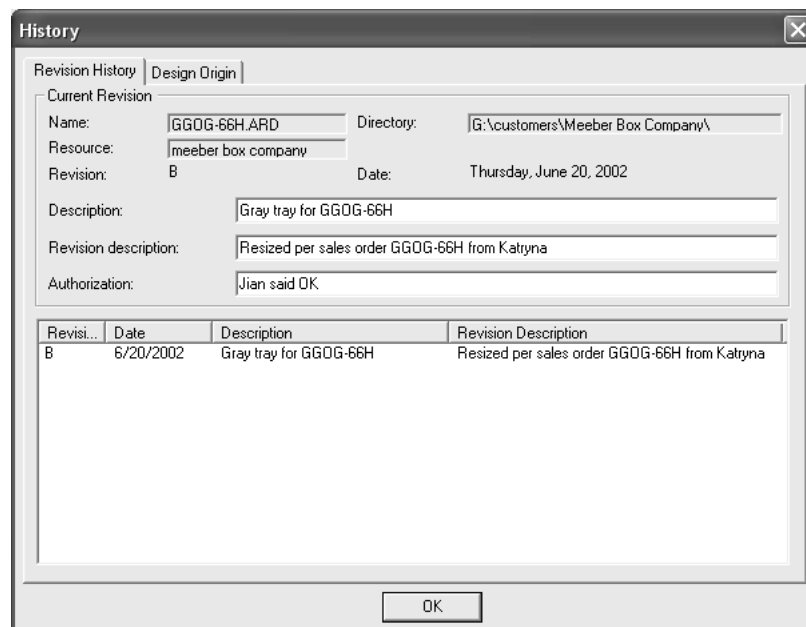 History
Revision History Design Origin
Current Revision
Name: GGOG-66H.ARD Directory: G:\customers\Meeber Box Company\
Resource: meeber box company
Revision: B Date: Thursday, June 20, 2002
Description: Gray tray for GGOG-66H
Revision description: Resized per sales order GGOG-66H from Katryna
Authorization: Jian said OK
Revisi... Date Description Revision Description
B 6/20/2002 Gray tray for GGOG-66H Resized per sales order GGOG-66H from Katryna
OK